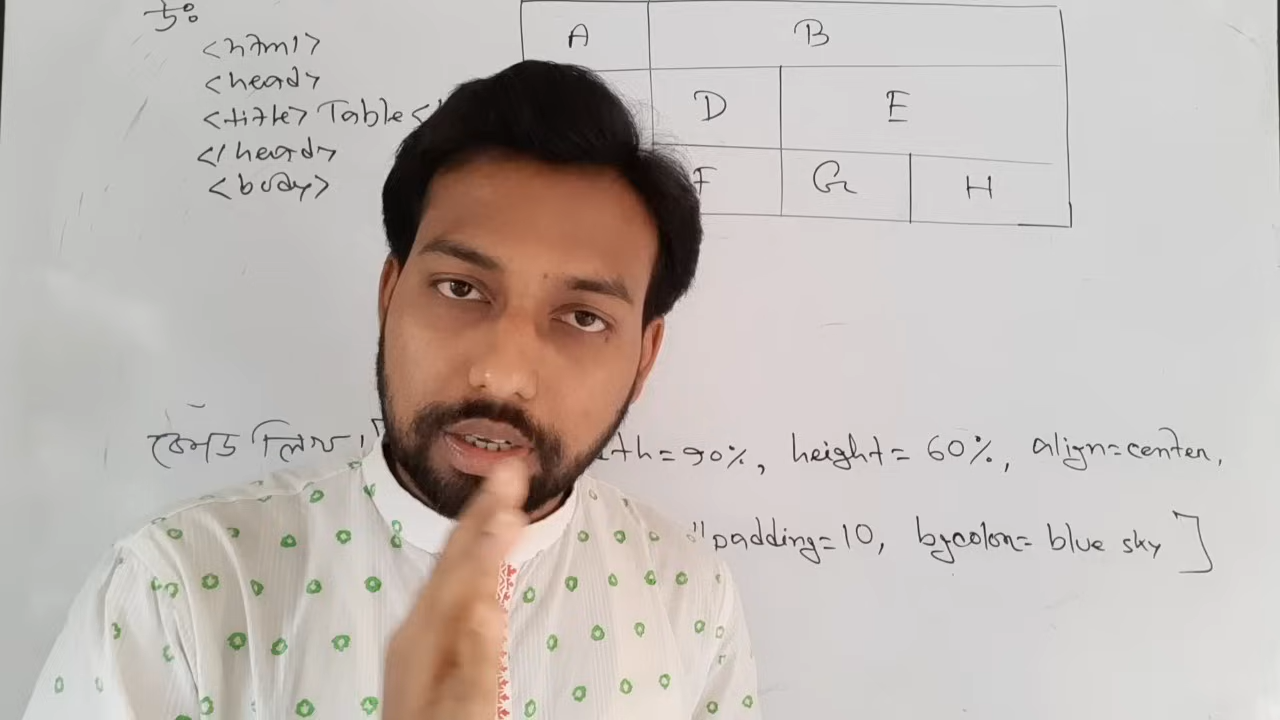 উঃ
<html>
<head>
<title> Table <
</head>
<body>
A B
D E
F G H
কোড লিখ। [
th=90%, height= 60%, align=center,
padding=10, bgcolor= blue sky ]